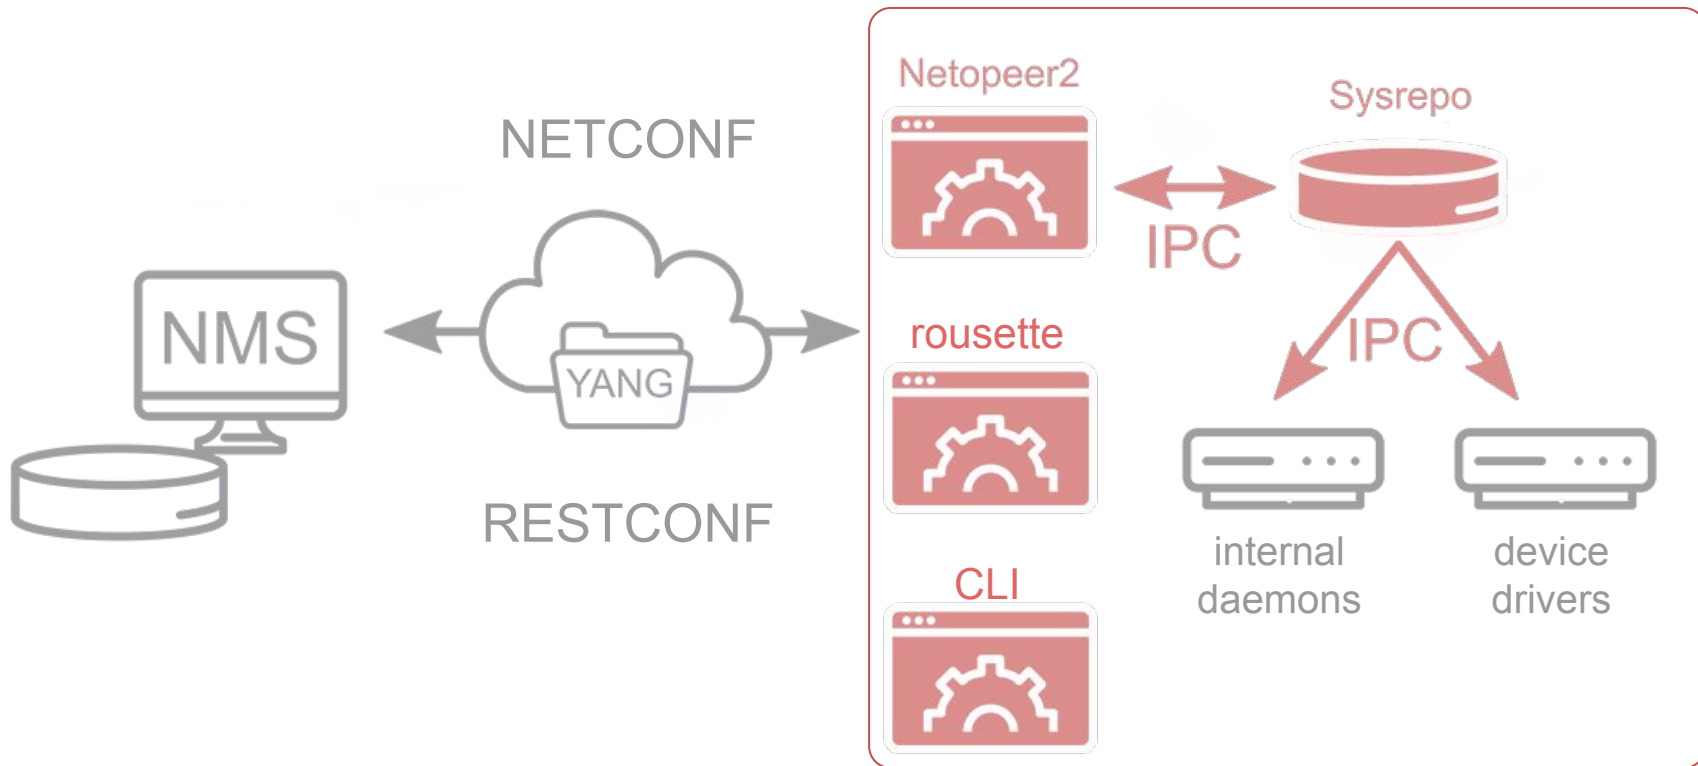 NMS
NETCONF
YANG
RESTCONF
Netopeer2
IPC
Sysrepo
IPC
rousette
CLI
internal
daemons
device
drivers